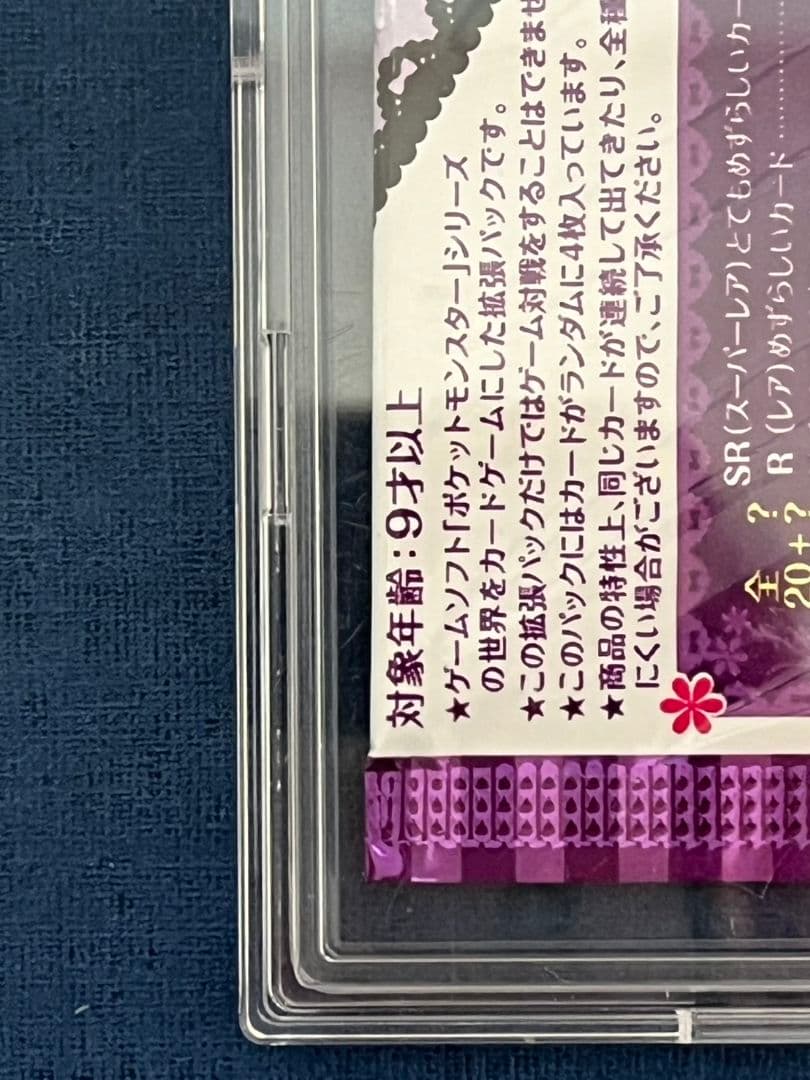 対象年齢：9才以上
★ゲームソフト「ポケットモンスター」シリーズ
の世界をカードゲームにした拡張パックです。
★この拡張パックだけではゲーム対戦をすることはできませ
★このパックにはカードがランダムに4枚入っています。
★商品の特性上、同じカードが連続して出てきたり、全種
にくい場合がございますので、ご了承ください。
SR(スーパーレア)とてもめずらしいカー
R (レア)めずらしいカード
全 ?
20+?